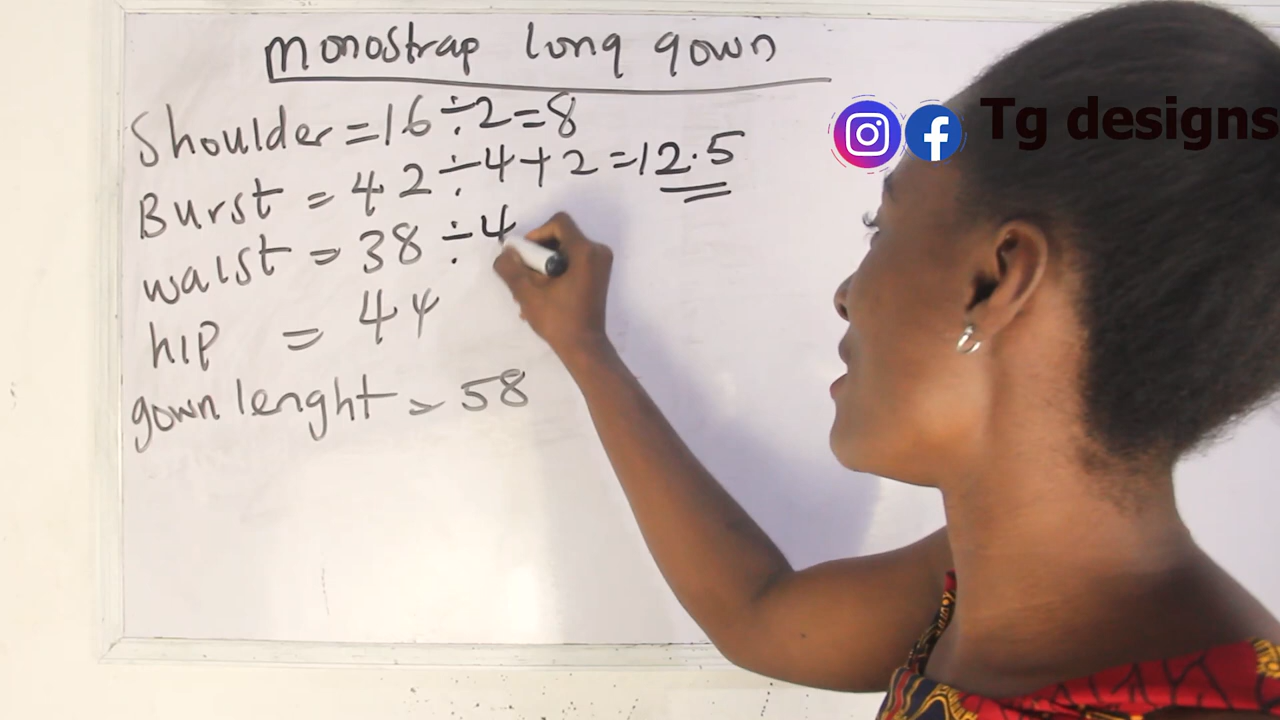 monostrap long gown
Shoulder = 16 ÷ 2 = 8
Burst = 42 ÷ 4 + 2 = 12.5
waist = 38 ÷ 4
hip = 44
gown lenght = 58
Tg designs